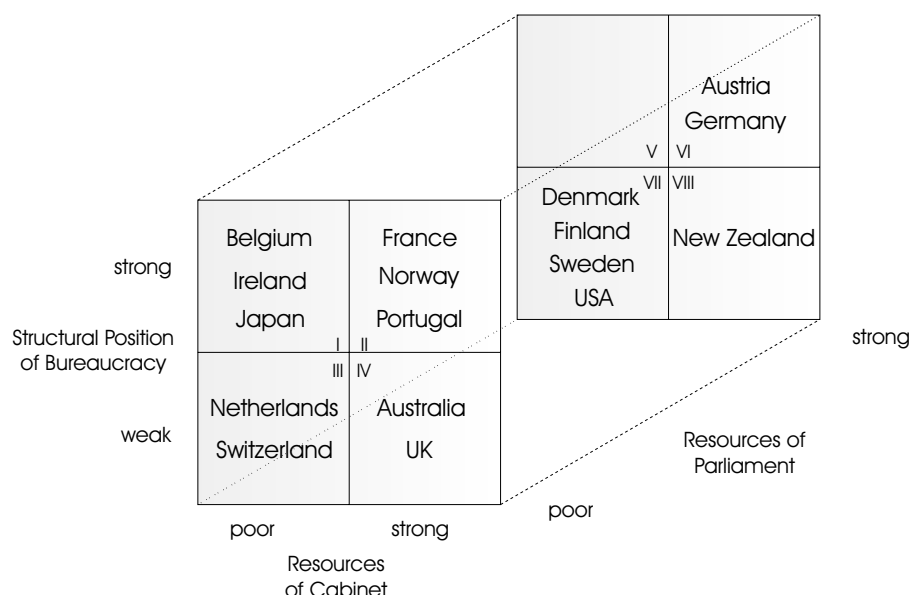 Austria
Germany
V VI
VII VIII
Denmark
Finland
Sweden
USA
New Zealand
strong
Belgium
Ireland
Japan
France
Norway
Portugal
I II
III IV
Structural Position
of Bureaucracy
strong
weak
Netherlands
Switzerland
Australia
UK
Resources of
Parliament
poor
poor
strong
Resources
of Cabinet